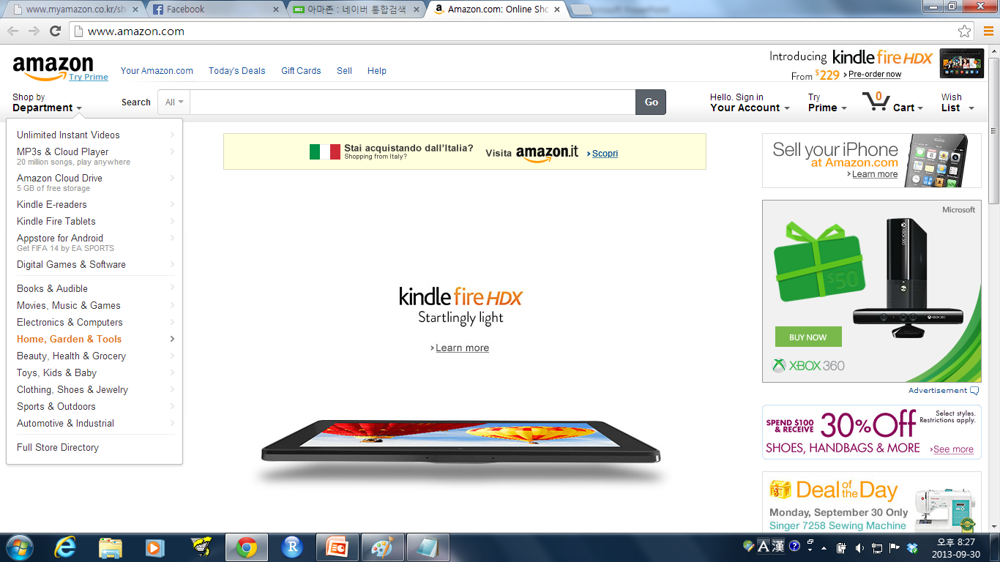 www.myamazon.co.kr/sh
Facebook
아마존 : 네이버 통합검색
Amazon.com: Online Sho
www.amazon.com
amazon
Try Prime
Your Amazon.com
Today's Deals
Gift Cards
Sell
Help
Introducing kindle fire HDX
From $229 › Pre-order now
Shop by
Department
Search
All
Go
Hello. Sign in
Your Account
Try
Prime
0
Cart
Wish
List
Unlimited Instant Videos
MP3s & Cloud Player
20 million songs, play anywhere
Amazon Cloud Drive
5 GB of free storage
Kindle E-readers
Kindle Fire Tablets
Appstore for Android
Get FIFA 14 by EA SPORTS
Digital Games & Software
Books & Audible
Movies, Music & Games
Electronics & Computers
Home, Garden & Tools
Beauty, Health & Grocery
Toys, Kids & Baby
Clothing, Shoes & Jewelry
Sports & Outdoors
Automotive & Industrial
Full Store Directory
Stai acquistando dall'Italia?
Shopping from Italy?
Visita amazon.it › Scopri
kindle fire HDX
Startlingly light
› Learn more
Sell your iPhone
at Amazon.com
› Learn more
Microsoft
$50
XBOX 360
BUY NOW
XBOX 360
Advertisement
SPEND $100
& RECEIVE
30% Off
Select styles.
Restrictions apply.
SHOES, HANDBAGS & MORE
› See more
Deal of the Day
Monday, September 30 Only
Singer 7258 Sewing Machine
R
A 漢
오후 8:27
2013-09-30